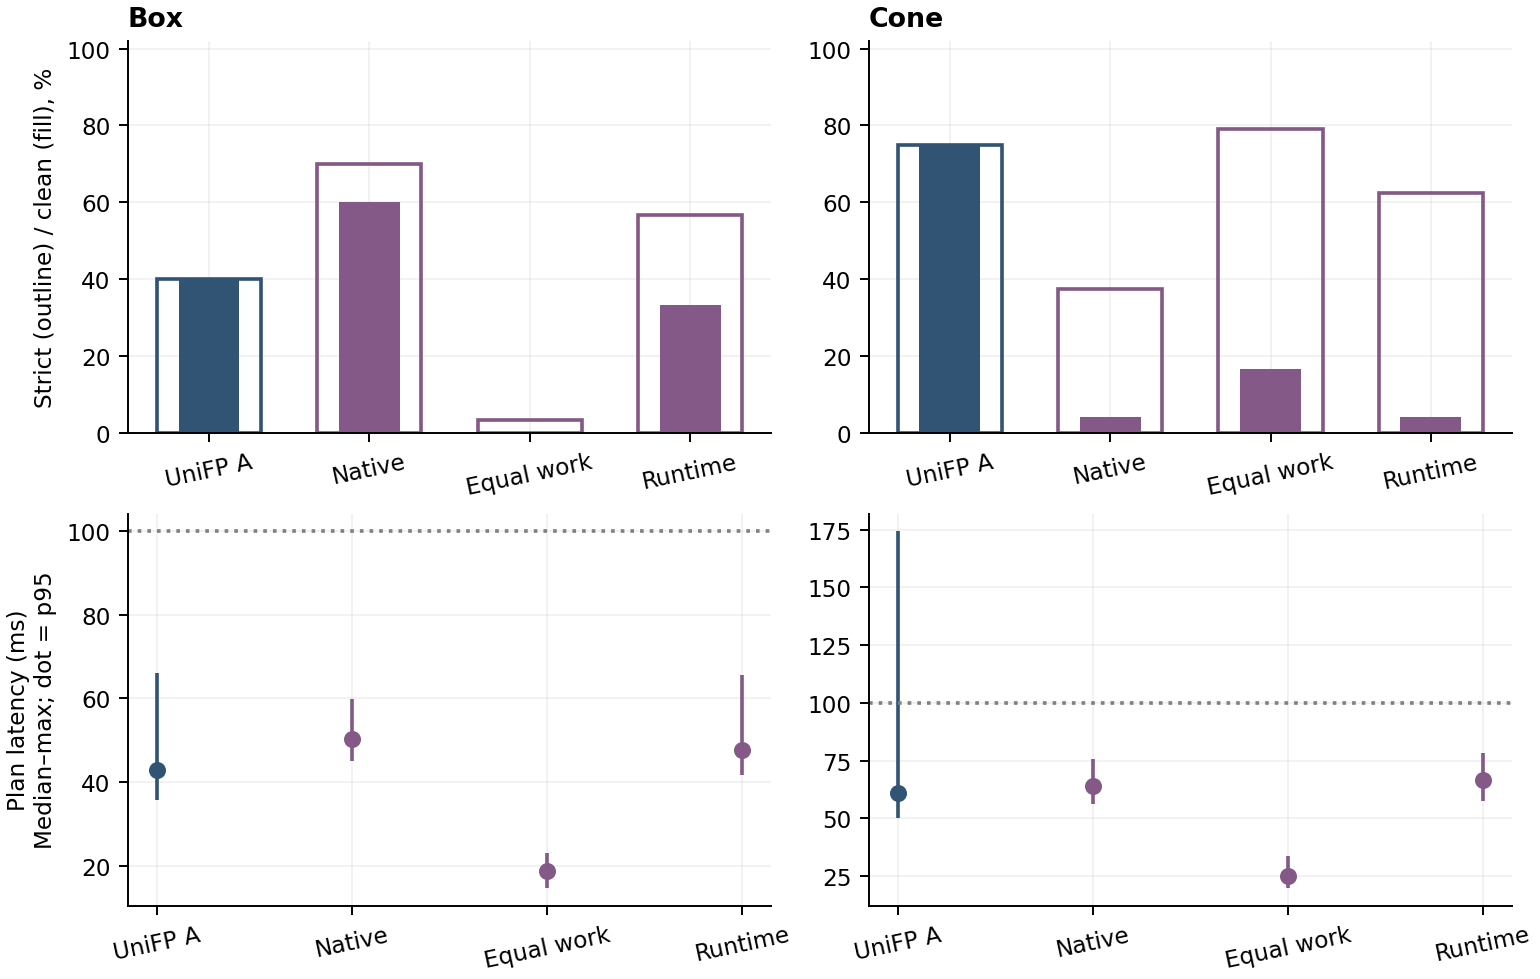 Box
Strict (outline) / clean (fill), %
100
80
60
40
20
0
UniFP A
Native
Equal work
Runtime
Cone
100
80
60
40
20
0
UniFP A
Native
Equal work
Runtime
Plan latency (ms)
Median–max; dot = p95
100
80
60
40
20
UniFP A
Native
Equal work
Runtime
175
150
125
100
75
50
25
UniFP A
Native
Equal work
Runtime